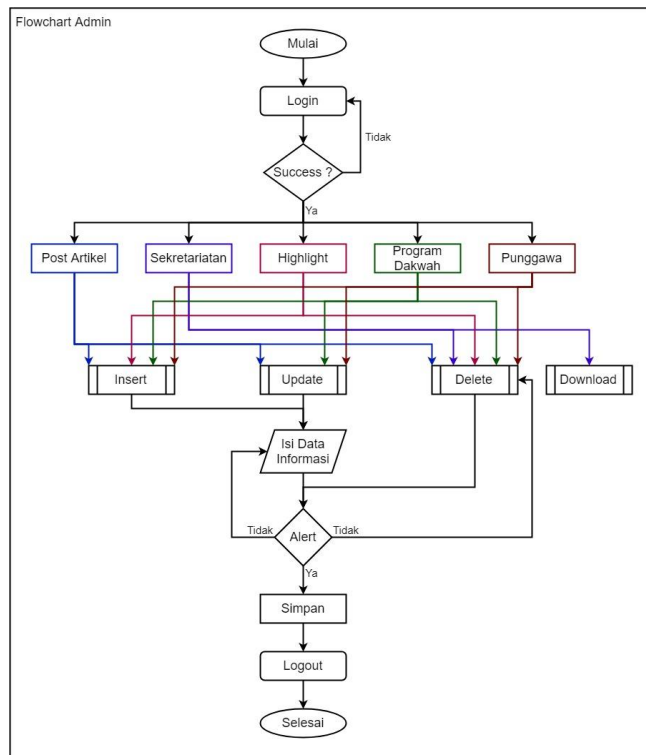 Flowchart Admin
Mulai
Login
Tidak
Success ?
Ya
Post Artikel
Sekretariatan
Highlight
Program
Dakwah
Punggawa
Insert
Update
Delete
Download
Isi Data
Informasi
Tidak
Alert
Tidak
Ya
Simpan
Logout
Selesai